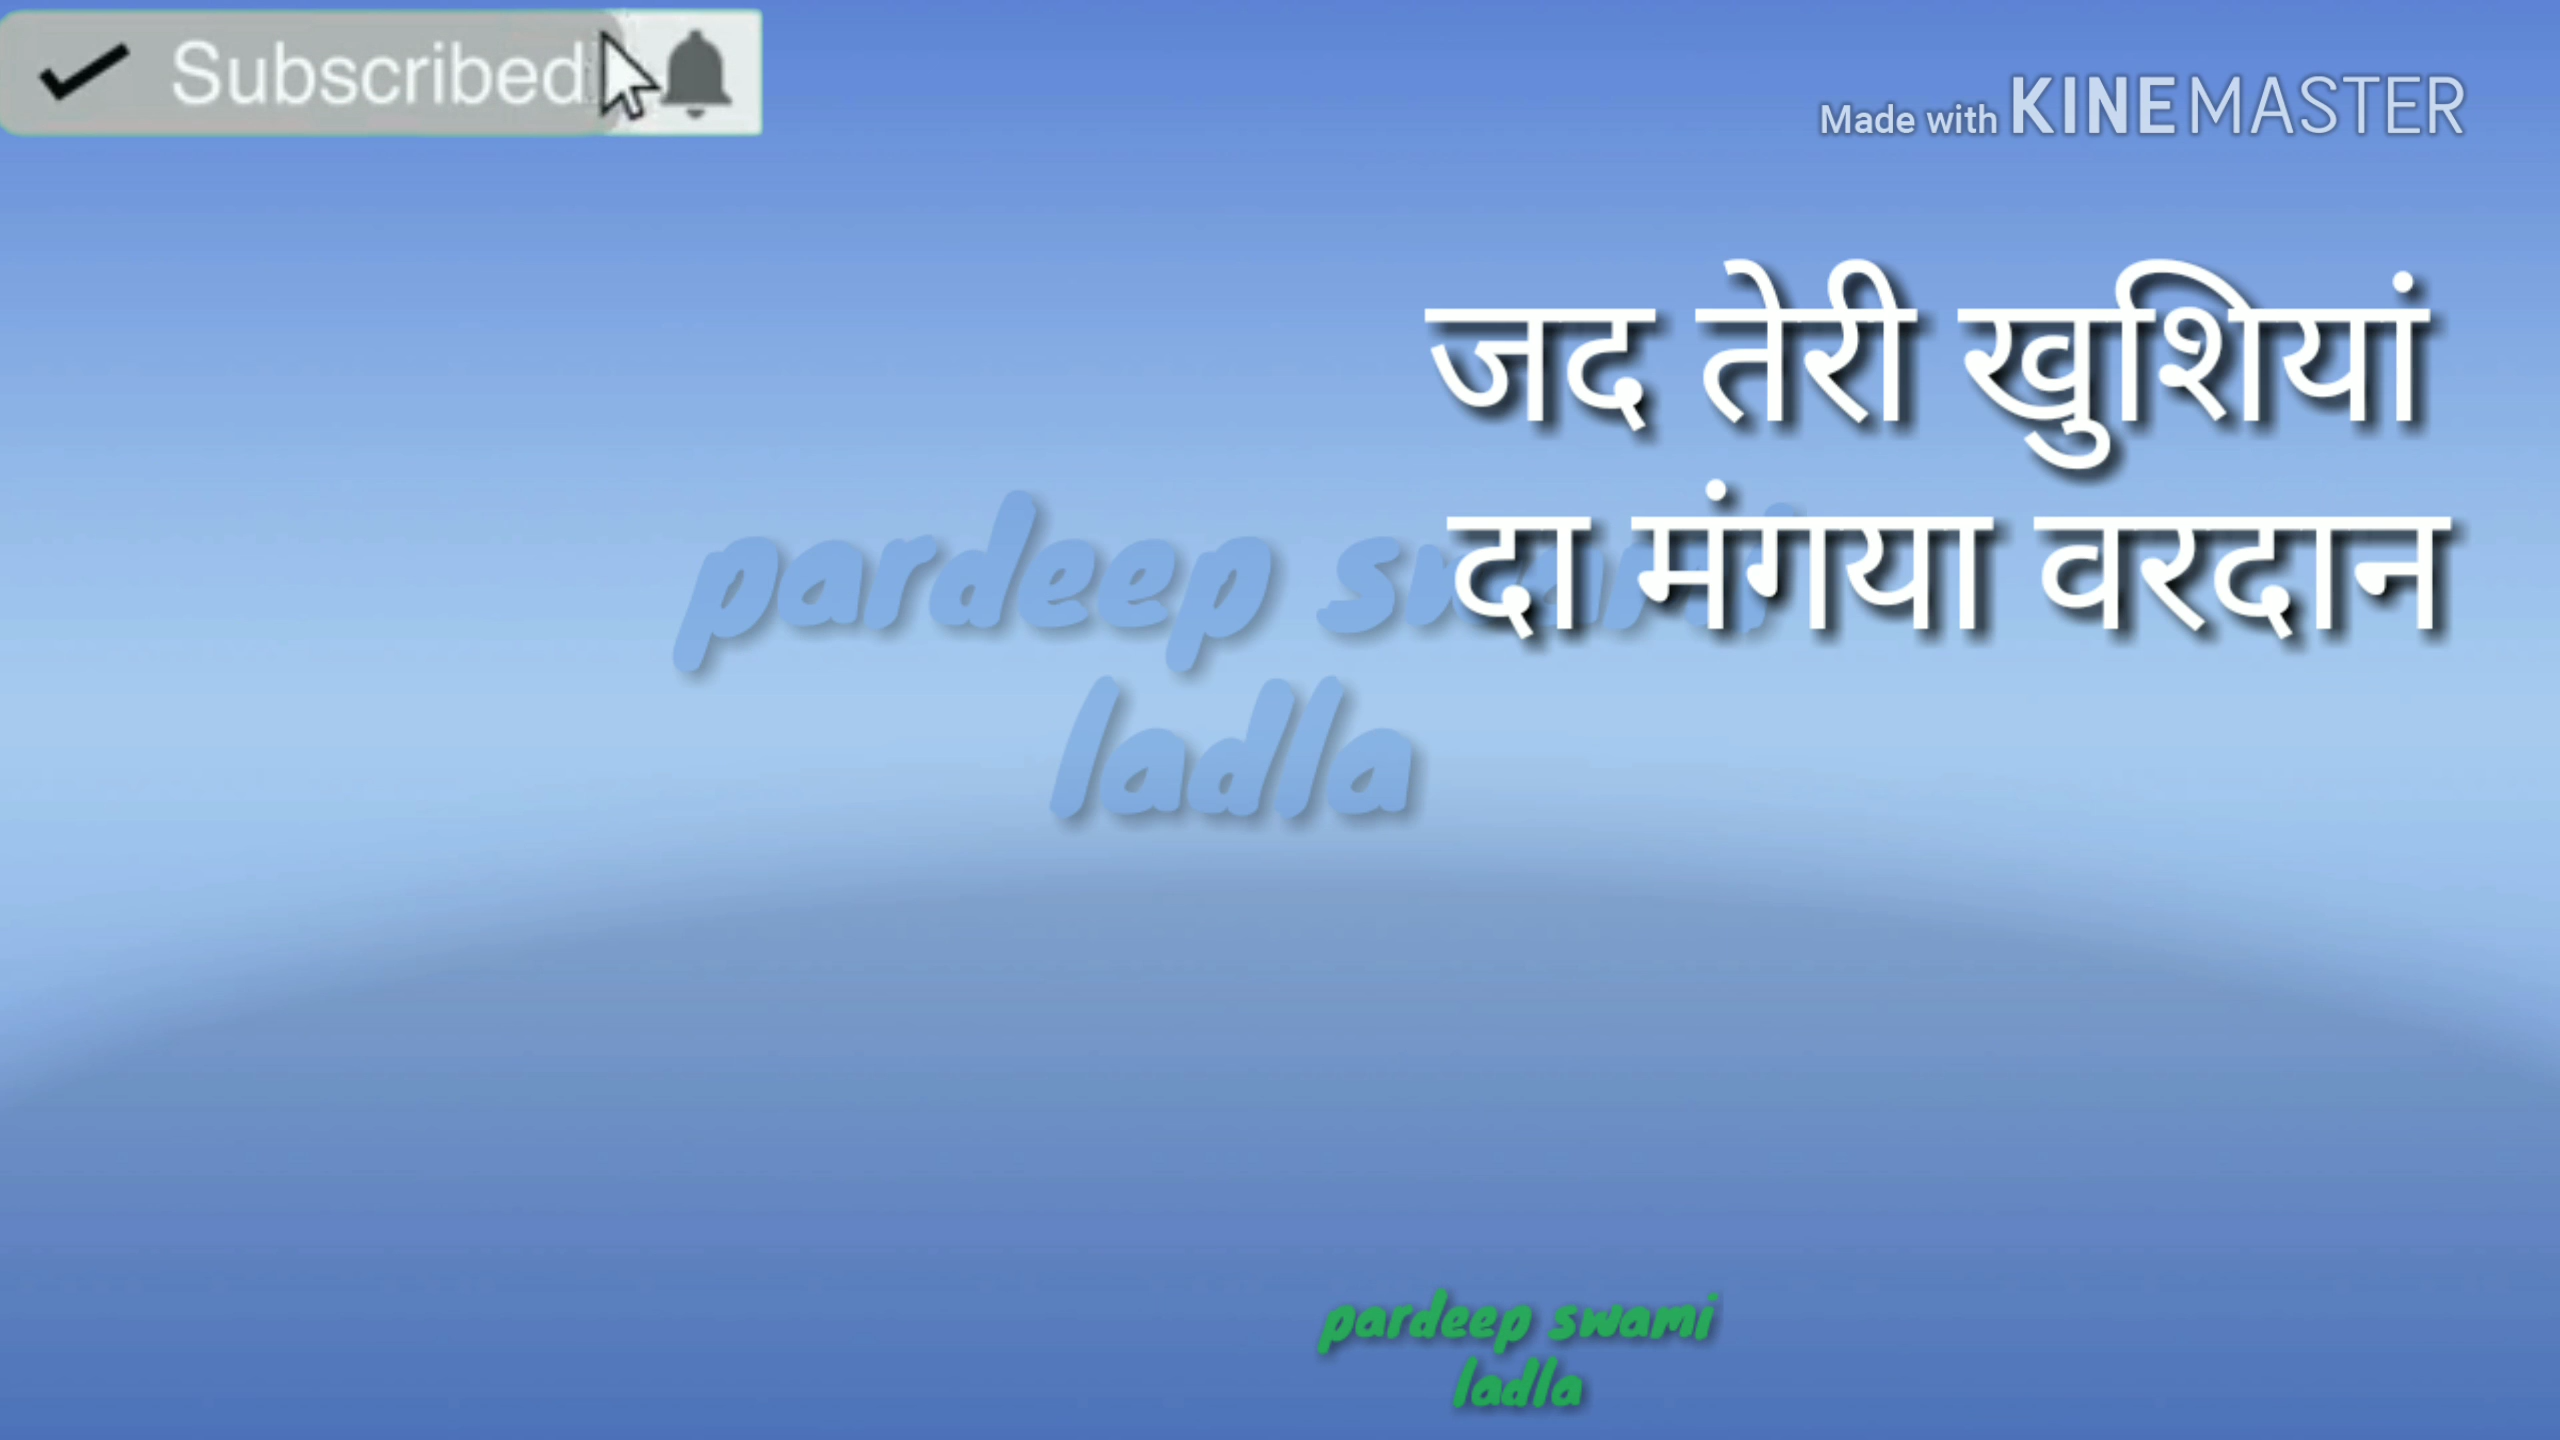 Subscribed
Made with KINEMASTER
जद तेरी खुशियां
दा मंगया वरदान
pardeep swami
ladla
pardeep swami
ladla